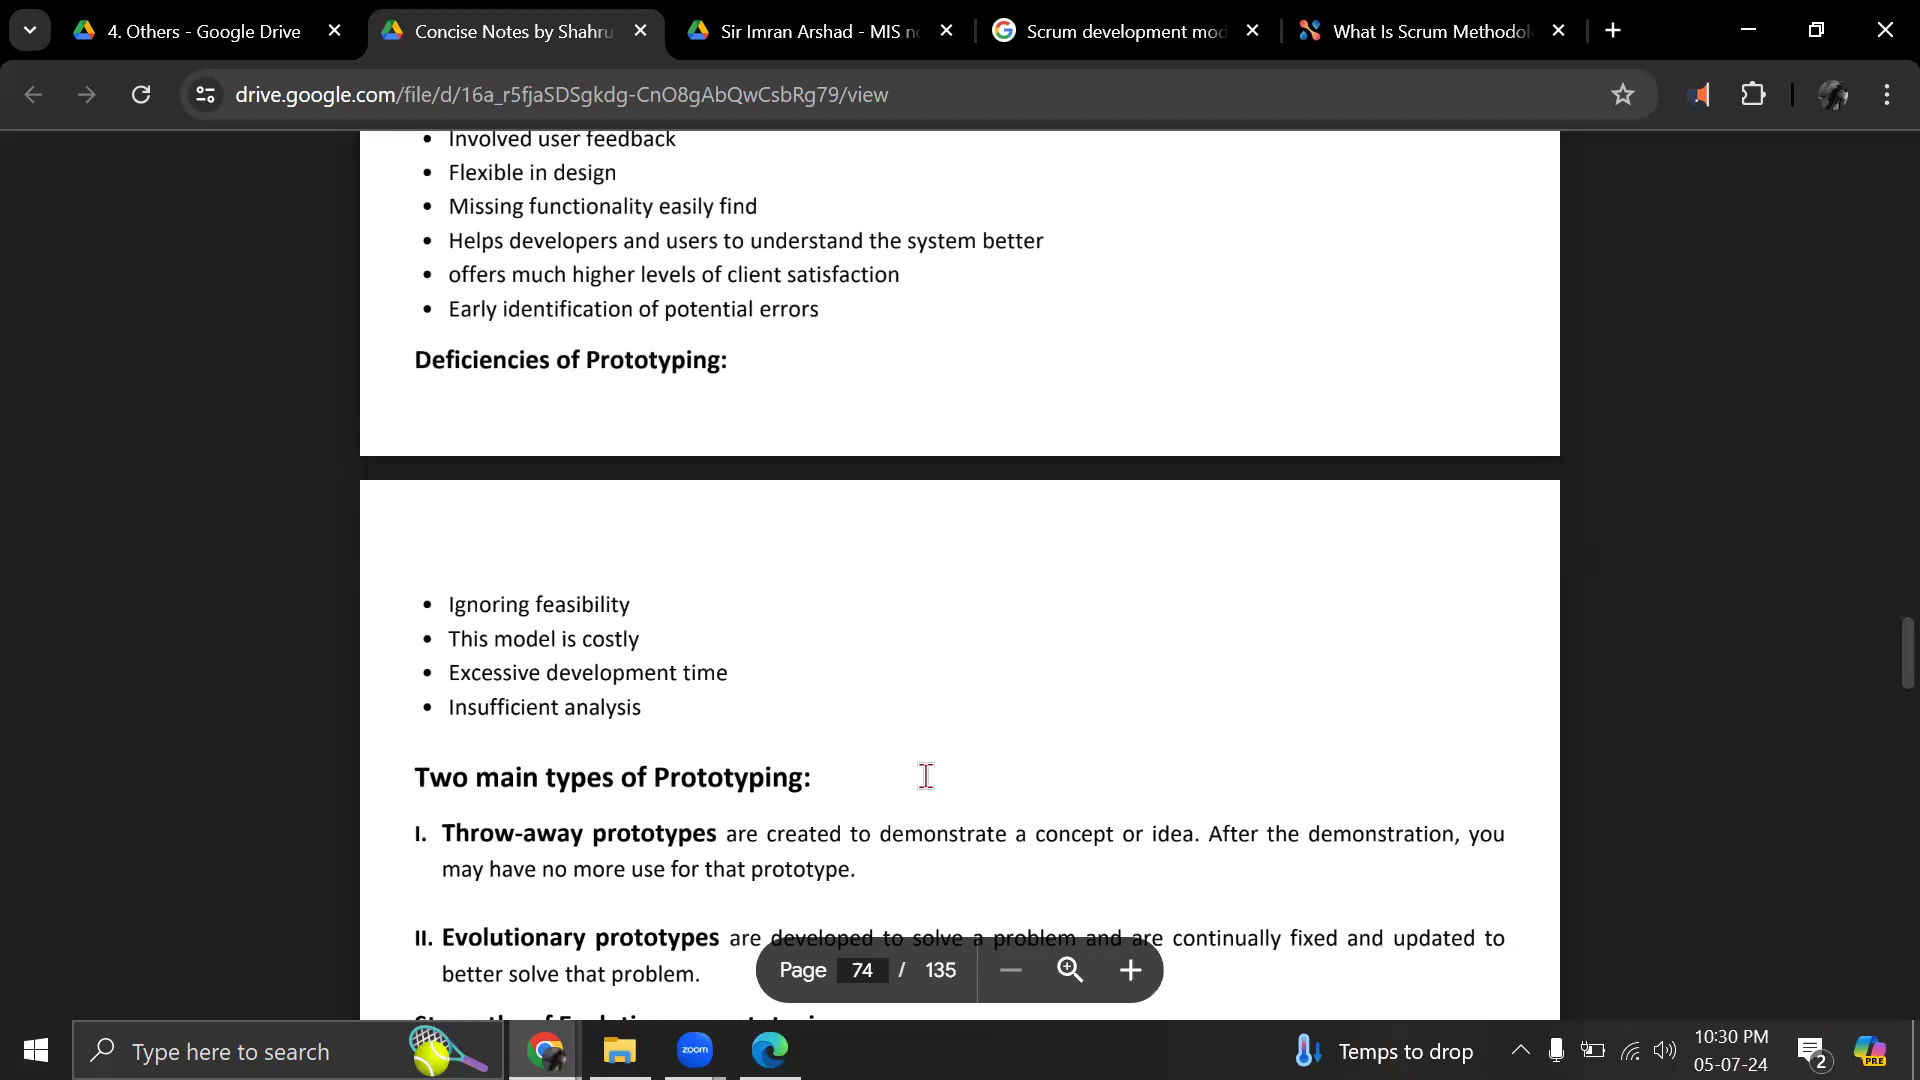 4. Others - Google Drive
Concise Notes by Shahru
Sir Imran Arshad - MIS no
Scrum development mod
What Is Scrum Methodol
drive.google.com/file/d/16a_r5fjaSDSgkdg-CnO8gAbQwCsbRg79/view
• Involved user feedback
• Flexible in design
• Missing functionality easily find
• Helps developers and users to understand the system better
• offers much higher levels of client satisfaction
• Early identification of potential errors
Deficiencies of Prototyping:
• Ignoring feasibility
• This model is costly
• Excessive development time
• Insufficient analysis
Two main types of Prototyping:
I. Throw-away prototypes are created to demonstrate a concept or idea. After the demonstration, you
may have no more use for that prototype.
II. Evolutionary prototypes are developed to solve a problem and are continually fixed and updated to
better solve that problem.
Page 74 / 135
Type here to search
zoom
Temps to drop
10:30 PM
05-07-24
2
PRE